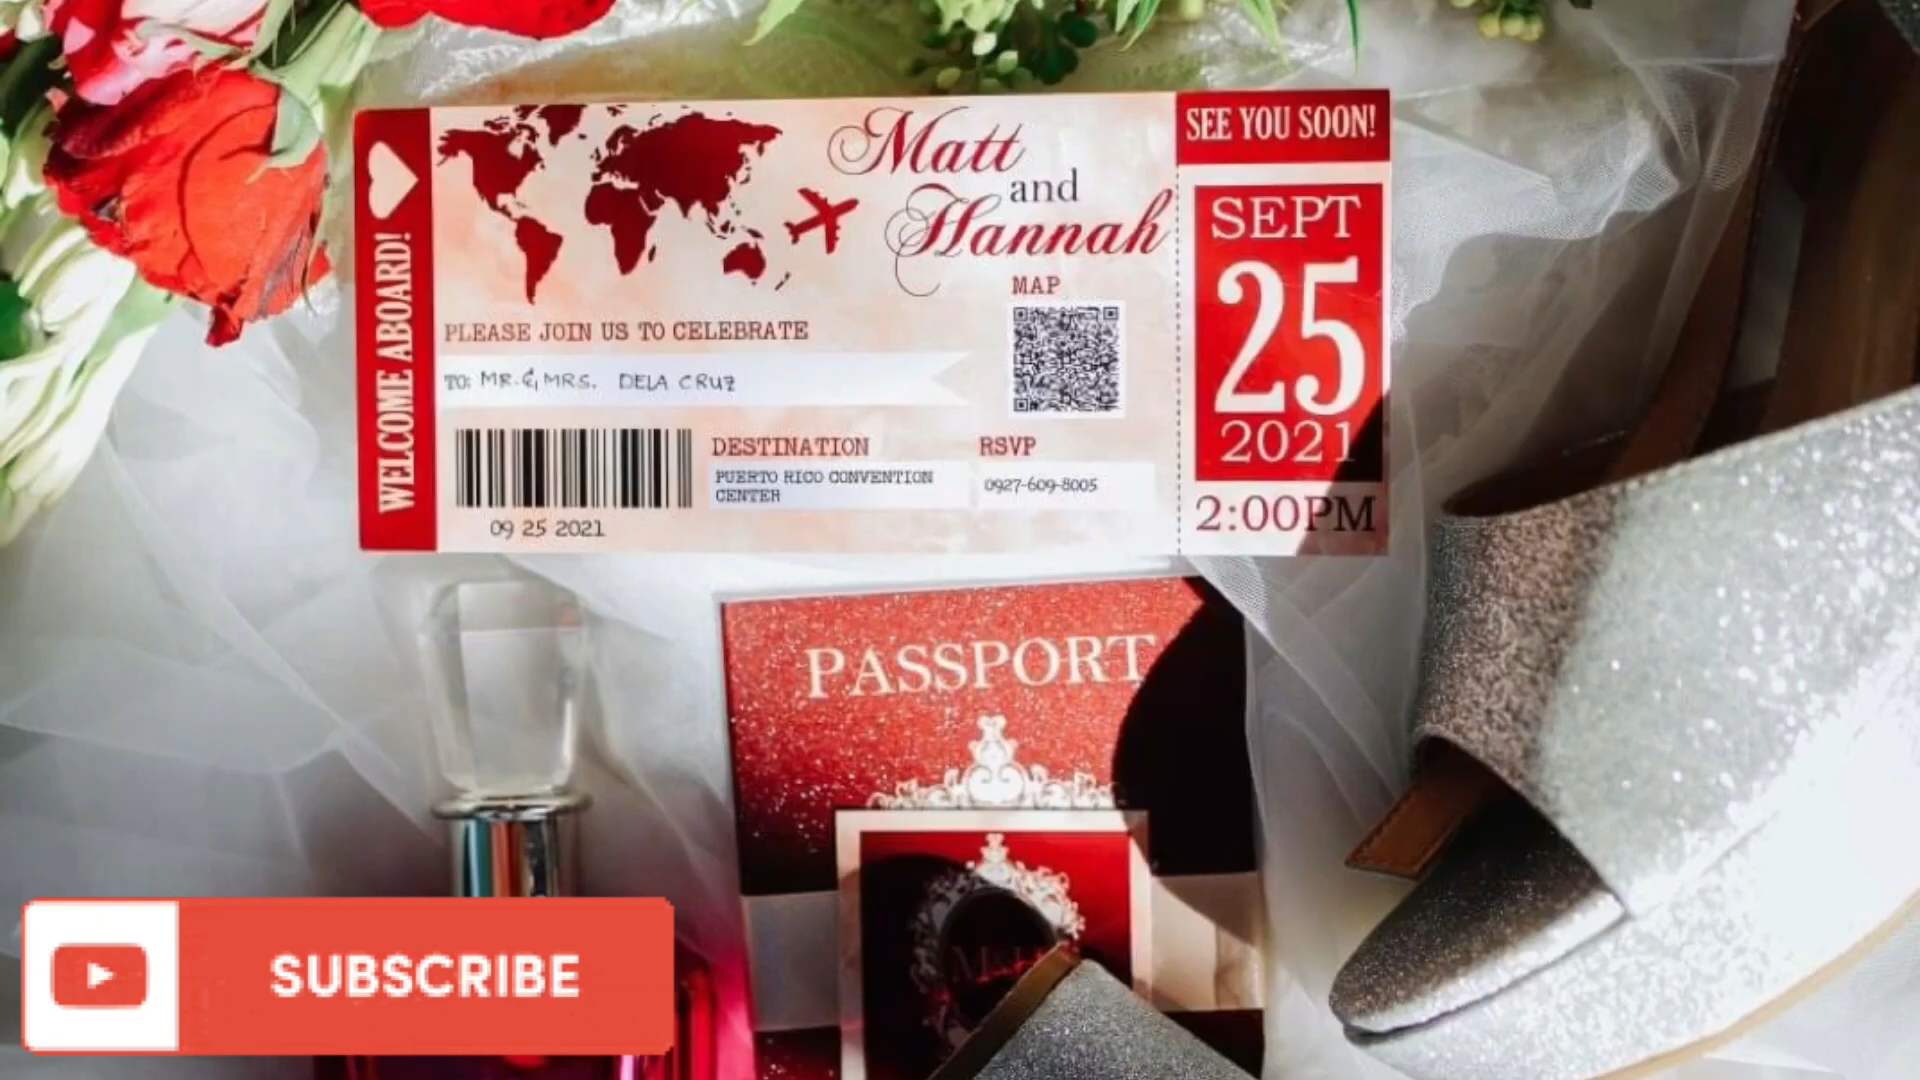 WELCOME ABOARD!
Matt
and
Hannah
MAP
PLEASE JOIN US TO CELEBRATE
TO: MR. & MRS. DELA CRUZ
DESTINATION
PUERTO RICO CONVENTION
CENTER
RSVP
0927-609-8005
09 25 2021
SEE YOU SOON!
SEPT
25
2021
2:00PM
PASSPORT
SUBSCRIBE